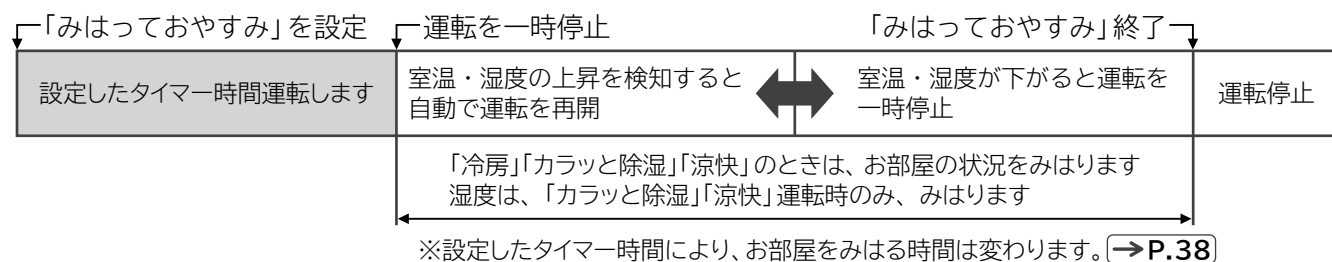 「みはっておやすみ」を設定
運転を一時停止
「みはっておやすみ」終了
設定したタイマー時間運転します
室温・湿度の上昇を検知すると
自動で運転を再開
室温・湿度が下がると運転を
一時停止
運転停止
「冷房」「カラッと除湿」「涼快」のときは、お部屋の状況をみはります
湿度は、「カラッと除湿」「涼快」運転時のみ、みはります
※設定したタイマー時間により、お部屋をみはる時間は変わります。→P.38